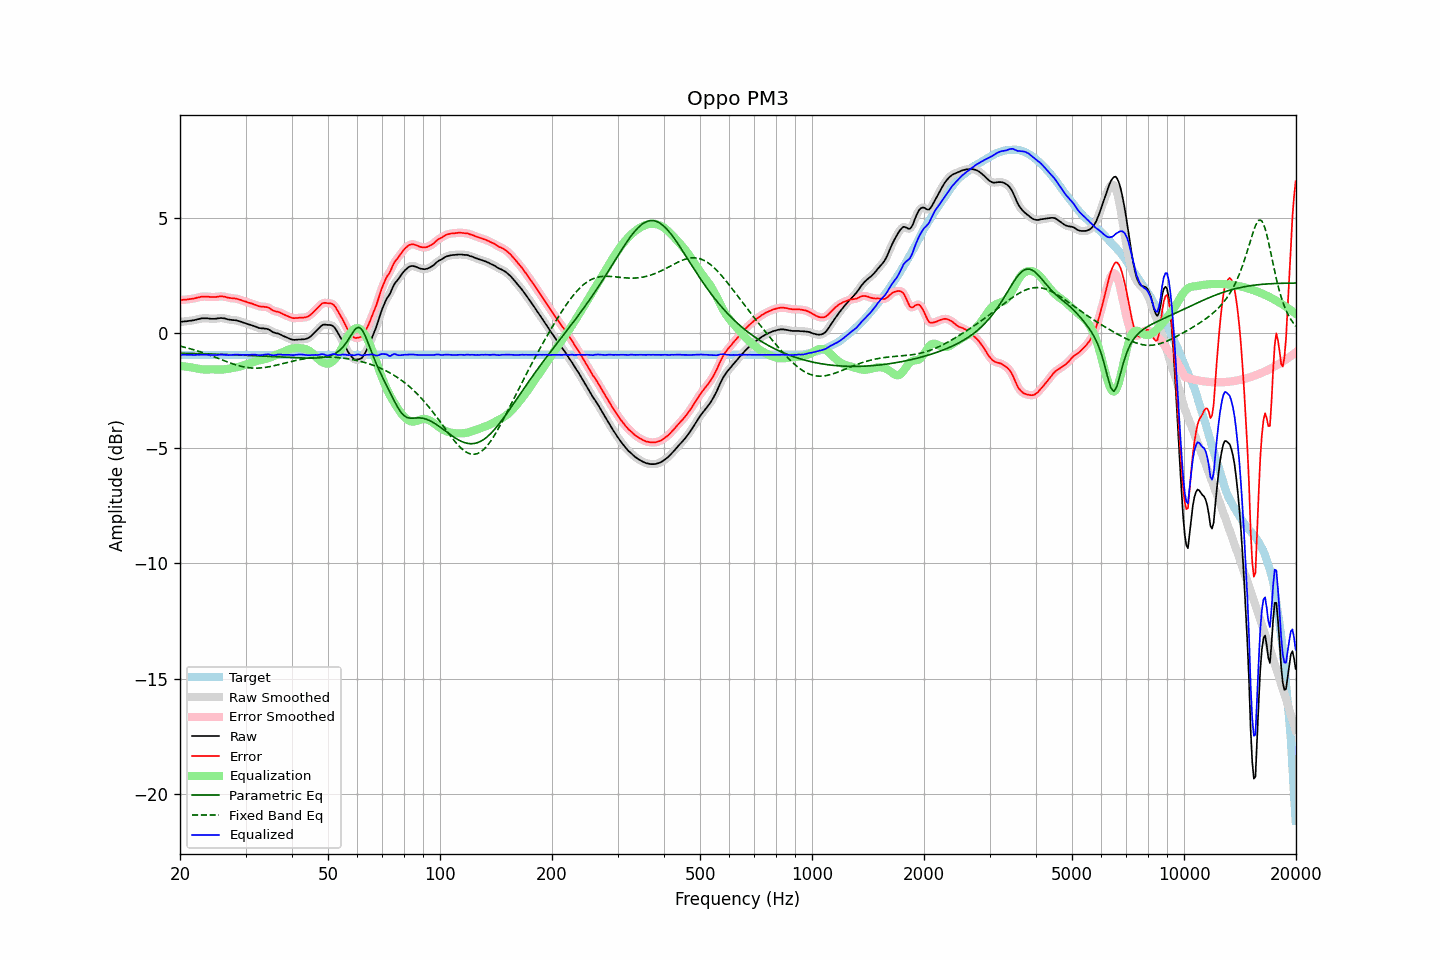 Oppo PM3
Amplitude (dBr)
5
0
−5
−10
−15
−20
Target
Raw Smoothed
Error Smoothed
Raw
Error
Equalization
Parametric Eq
Fixed Band Eq
Equalized
20 50 100 200 500 1000 2000 5000 10000 20000
Frequency (Hz)